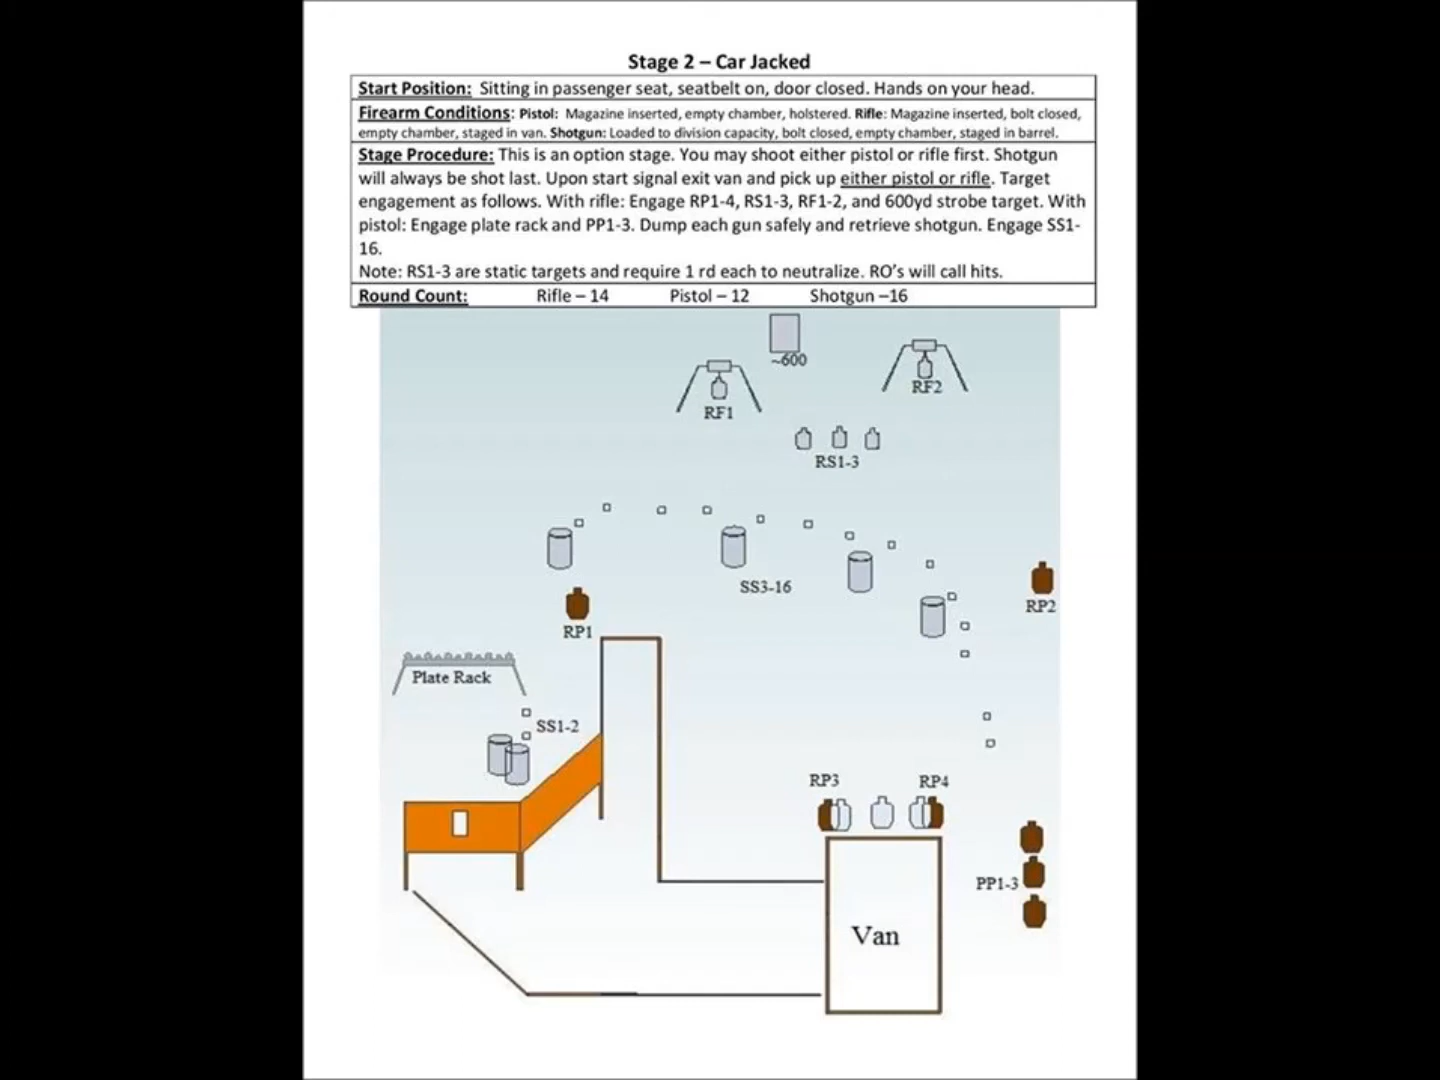 Stage 2 – Car Jacked
Start Position: Sitting in passenger seat, seatbelt on, door closed. Hands on your head.
Firearm Conditions: Pistol: Magazine inserted, empty chamber, holstered. Rifle: Magazine inserted, bolt closed,
empty chamber, staged in van. Shotgun: Loaded to division capacity, bolt closed, empty chamber, staged in barrel.
Stage Procedure: This is an option stage. You may shoot either pistol or rifle first. Shotgun
will always be shot last. Upon start signal exit van and pick up either pistol or rifle. Target
engagement as follows. With rifle: Engage RP1-4, RS1-3, RF1-2, and 600yd strobe target. With
pistol: Engage plate rack and PP1-3. Dump each gun safely and retrieve shotgun. Engage SS1-
16.
Note: RS1-3 are static targets and require 1 rd each to neutralize. RO's will call hits.
Round Count: Rifle – 14 Pistol – 12 Shotgun –16
~600
RF2
RF1
RS1-3
SS3-16
RP2
RP1
Plate Rack
SS1-2
RP3 RP4
PP1-3
Van